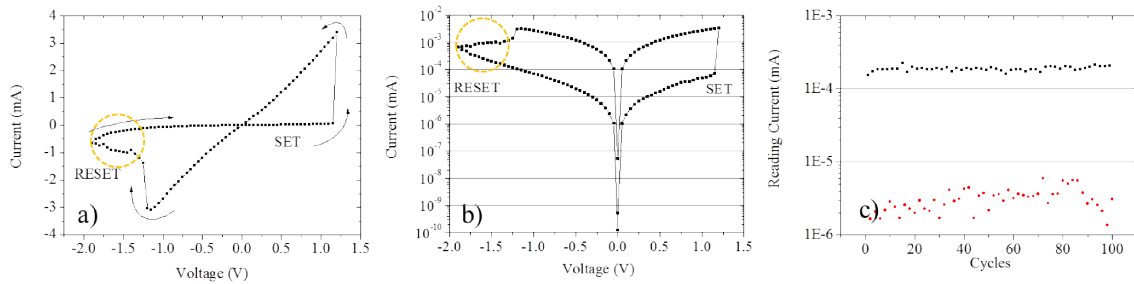 4
3
2
1
0
-1
-2
-3
-4
Current (mA)
SET
RESET
a)
-2.0 -1.5 -1.0 -0.5 0.0 0.5 1.0 1.5
Voltage (V)
10⁻²
10⁻³
10⁻⁴
10⁻⁵
10⁻⁶
10⁻⁷
10⁻⁸
10⁻⁹
10⁻¹⁰
Current (mA)
RESET
SET
b)
-2.0 -1.5 -1.0 -0.5 0.0 0.5 1.0 1.5
Voltage (V)
1E-3
1E-4
1E-5
1E-6
Reading Current (mA)
c)
0 20 40 60 80 100
Cycles